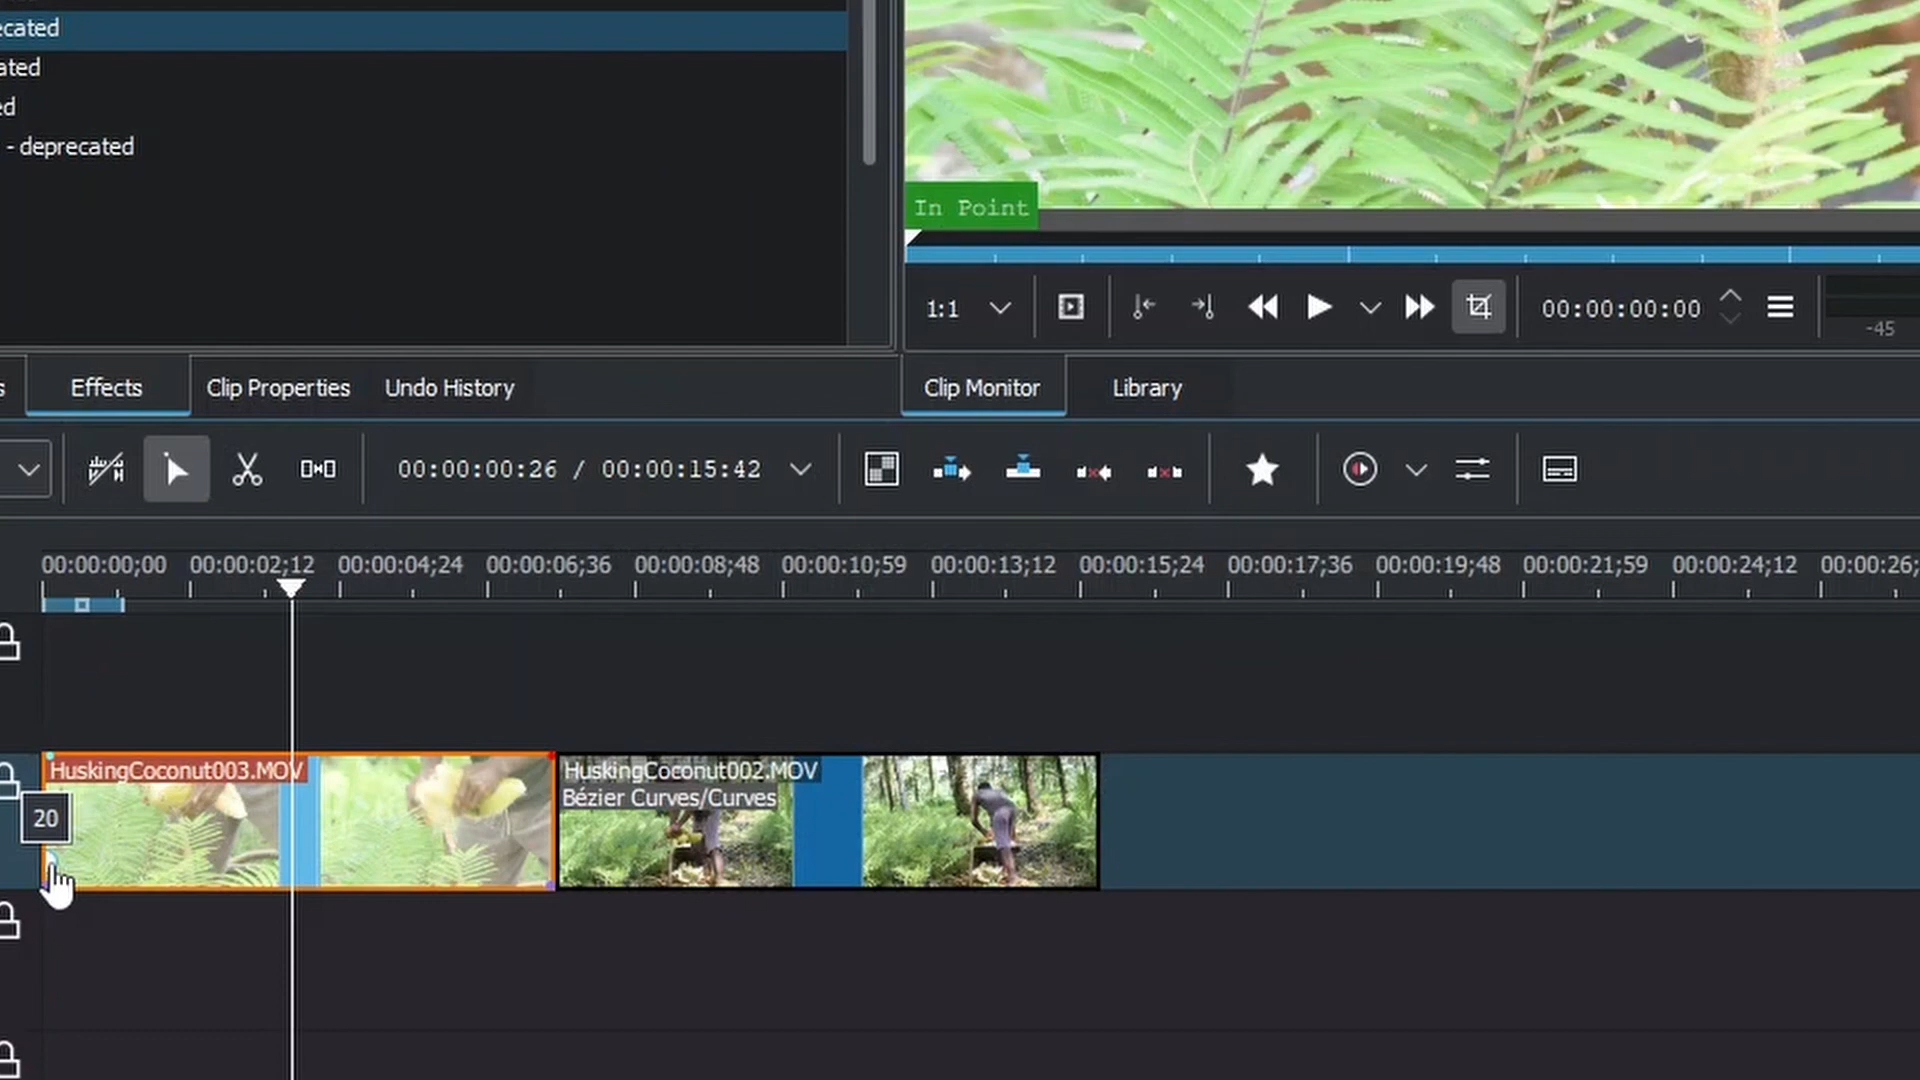 ecated
ated
ed
- deprecated
In Point
1:1
00:00:00:00
-45
s
Effects
Clip Properties
Undo History
Clip Monitor
Library
00:00:00:26 / 00:00:15:42
00:00:00;00 00:00:02;12 00:00:04;24 00:00:06;36 00:00:08;48 00:00:10;59 00:00:13;12 00:00:15;24 00:00:17;36 00:00:19;48 00:00:21;59 00:00:24;12 00:00:26;
HuskingCoconut003.MOV
HuskingCoconut002.MOV
Bézier Curves/Curves
20